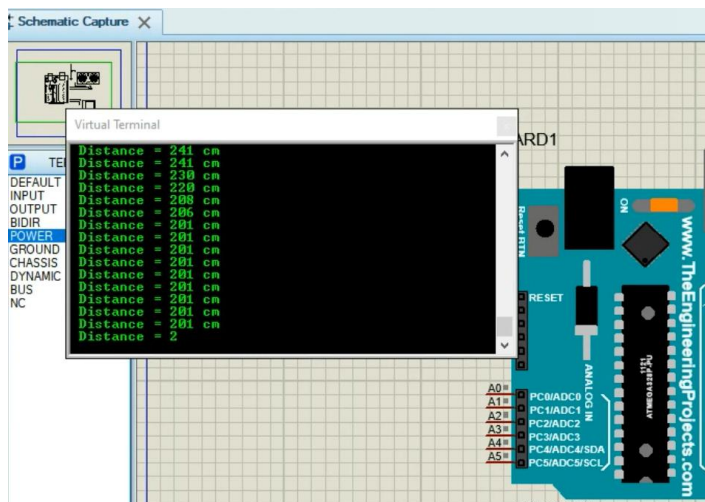 Schematic Capture
Virtual Terminal
Distance = 241 cm
Distance = 241 cm
Distance = 230 cm
Distance = 220 cm
Distance = 208 cm
Distance = 206 cm
Distance = 201 cm
Distance = 201 cm
Distance = 201 cm
Distance = 201 cm
Distance = 201 cm
Distance = 201 cm
Distance = 201 cm
Distance = 201 cm
Distance = 201 cm
Distance = 2
P TE
DEFAULT
INPUT
OUTPUT
BIDIR
POWER
GROUND
CHASSIS
DYNAMIC
BUS
NC
ARD1
Reset BTN
ON
www.TheEngineeringProjects.com
RESET
ANALOG IN
1121
ATMEGA328P-PU
A0
A1
A2
A3
A4
A5
PC0/ADC0
PC1/ADC1
PC2/ADC2
PC3/ADC3
PC4/ADC4/SDA
PC5/ADC5/SCL